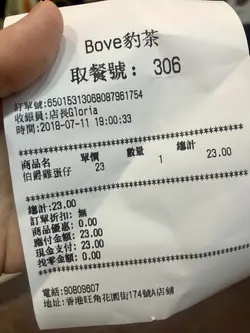 Bove豹茶
取餐號: 306
訂單號:85015313068087961754
收銀員:店長Gloria
時間:2018-07-11 19:00:33
商品名 單價 數量 總計
伯爵雞蛋仔 23 1 23.00
總計:23.00
訂單折扣: 無
商品優惠: 0.00
應付金額: 23.00
現金支付: 23.00
找零金額: 0.00
電話:90809607
地址:香港旺角花園街174號A店舖